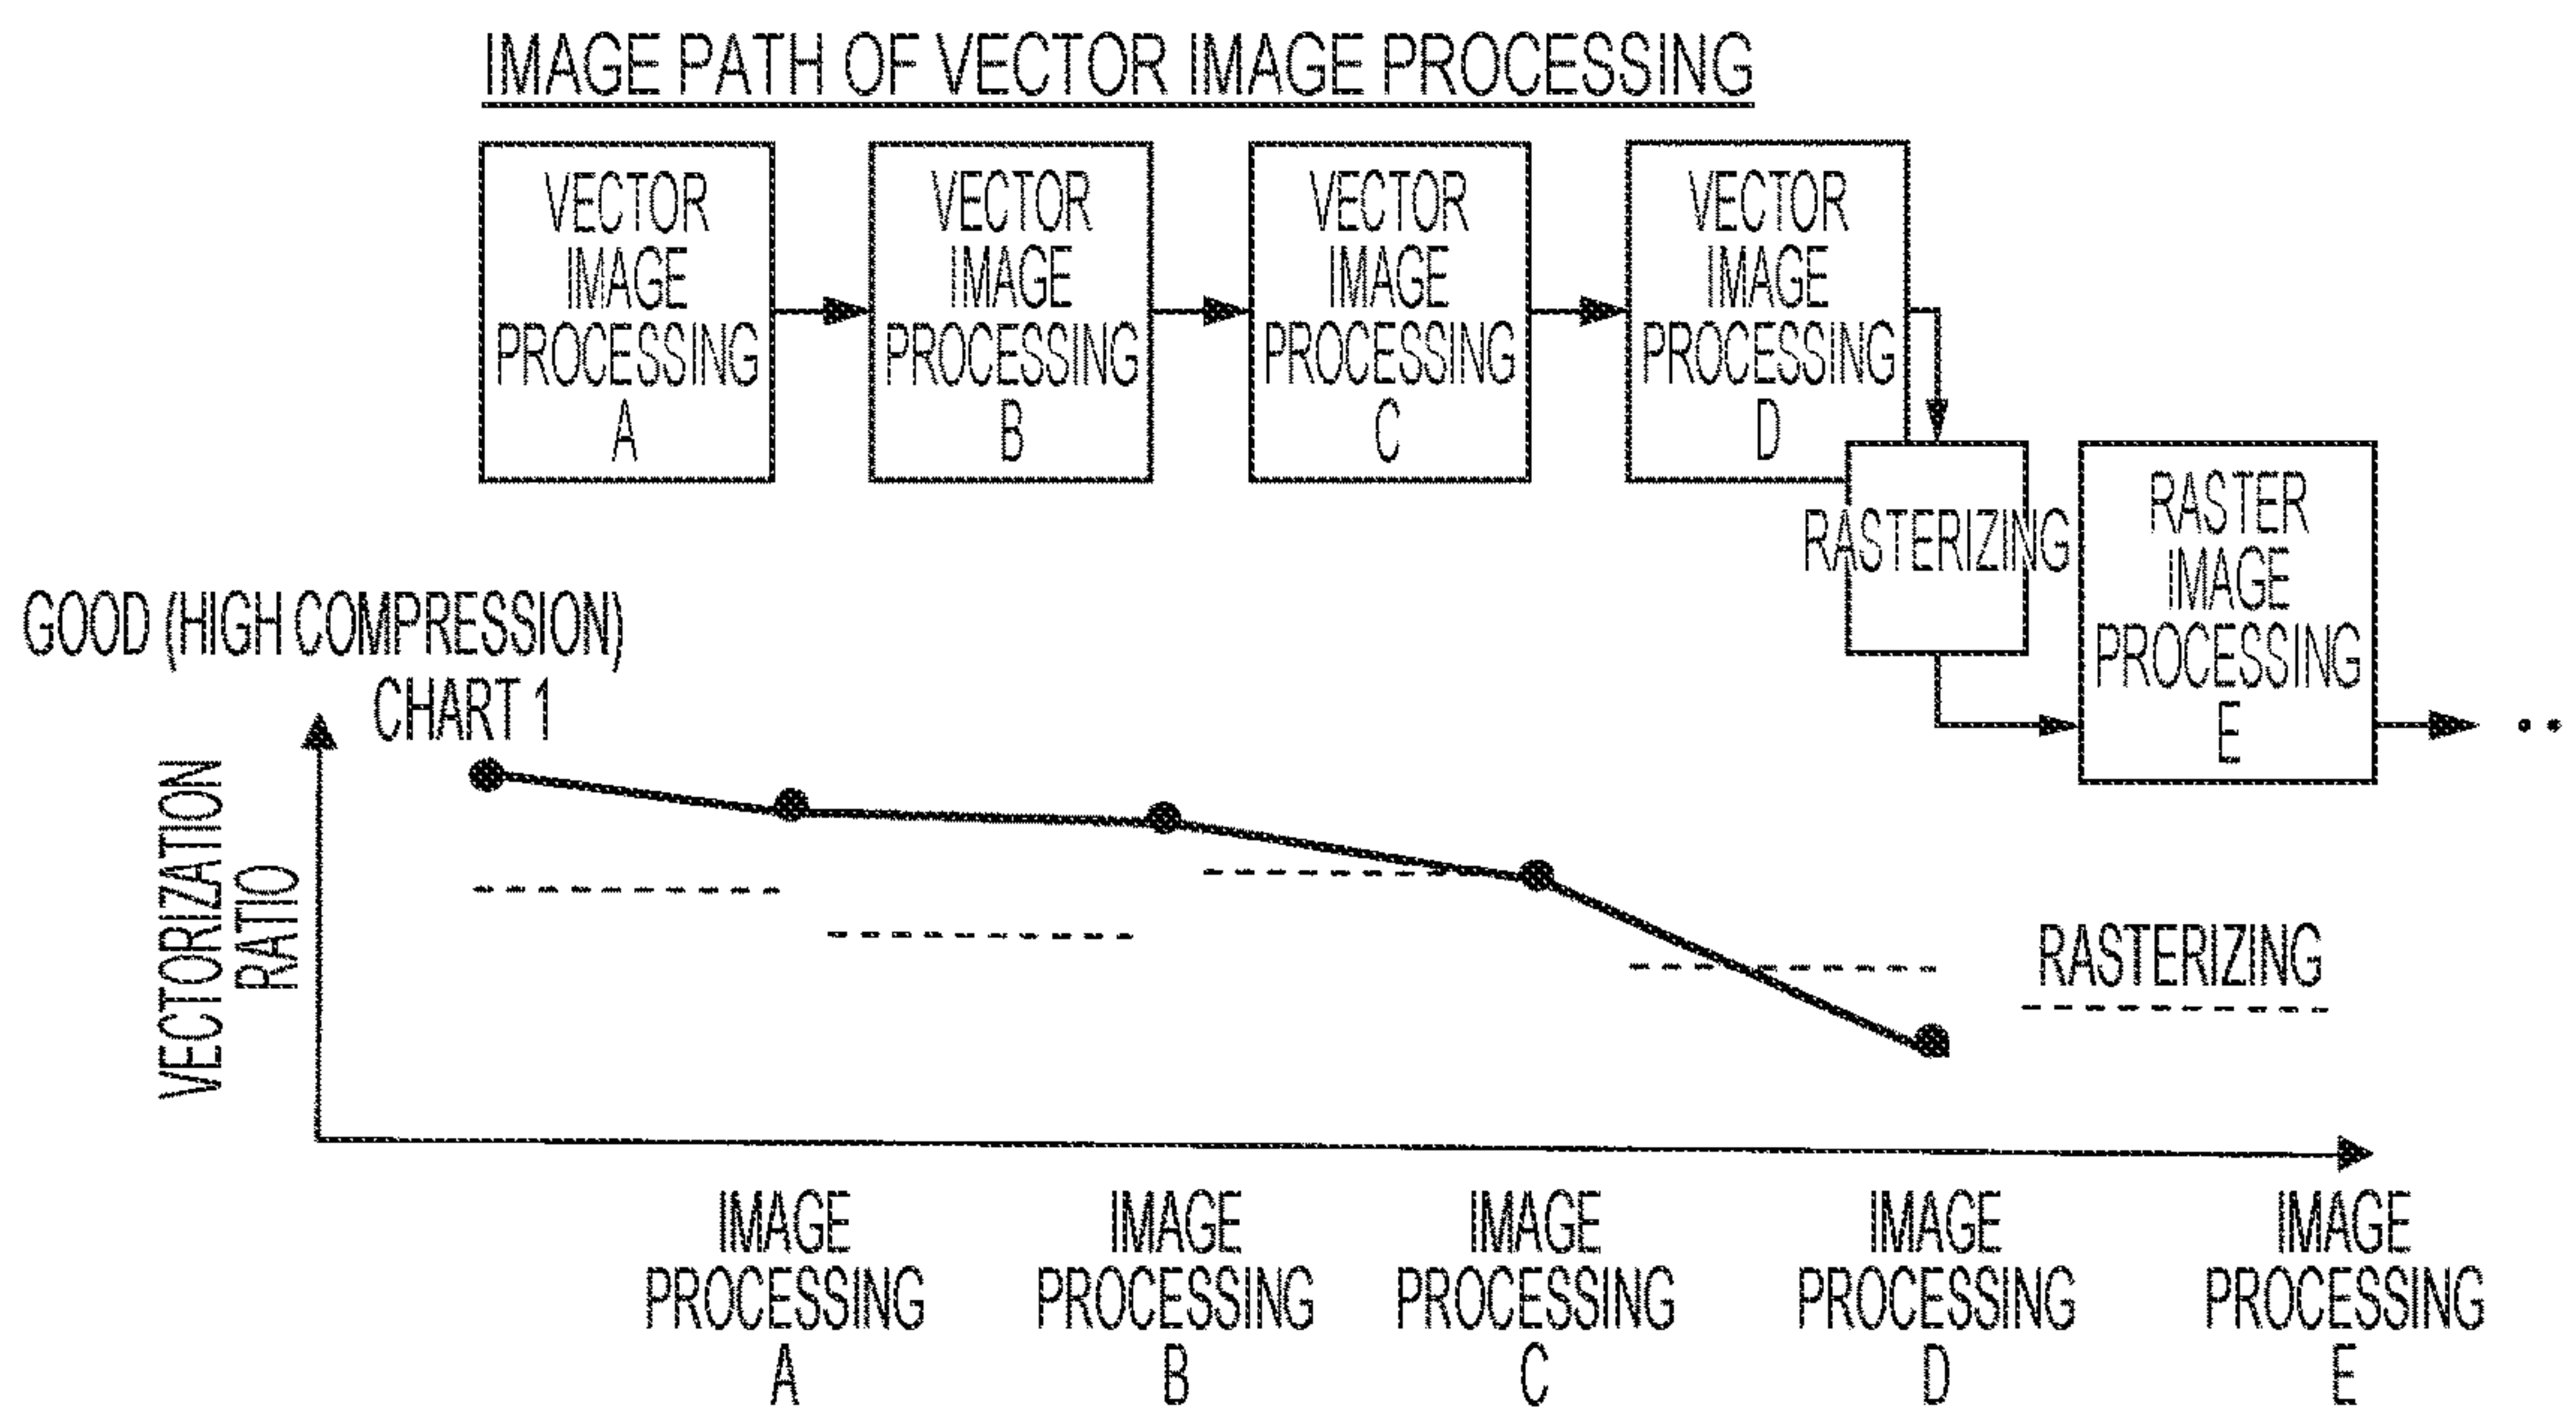 IMAGE PATH OF VECTOR IMAGE PROCESSING
VECTOR
IMAGE
PROCESSING
A
VECTOR
IMAGE
PROCESSING
B
VECTOR
IMAGE
PROCESSING
C
VECTOR
IMAGE
PROCESSING
D
RASTERIZING
RASTER
IMAGE
PROCESSING
E
GOOD (HIGH COMPRESSION)
CHART 1
VECTORIZATION
RATIO
RASTERIZING
IMAGE
PROCESSING
A
IMAGE
PROCESSING
B
IMAGE
PROCESSING
C
IMAGE
PROCESSING
D
IMAGE
PROCESSING
E